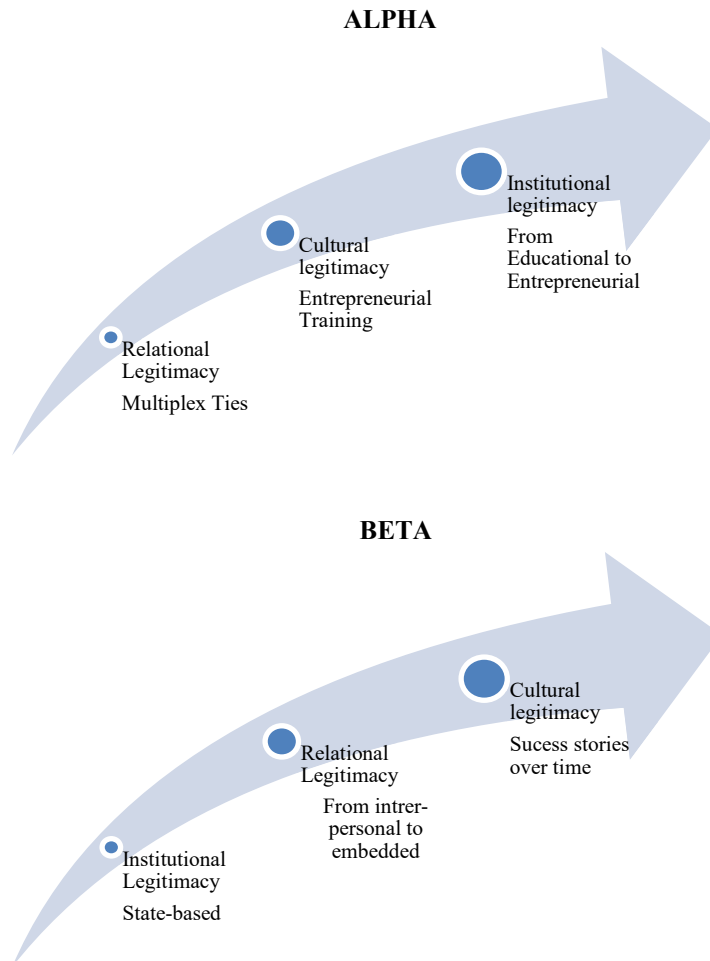 ALPHA
Relational
Legitimacy
Multiplex Ties
Cultural
legitimacy
Entrepreneurial
Training
Institutional
legitimacy
From
Educational to
Entrepreneurial
BETA
Institutional
Legitimacy
State-based
Relational
Legitimacy
From intrer-
personal to
embedded
Cultural
legitimacy
Sucess stories
over time